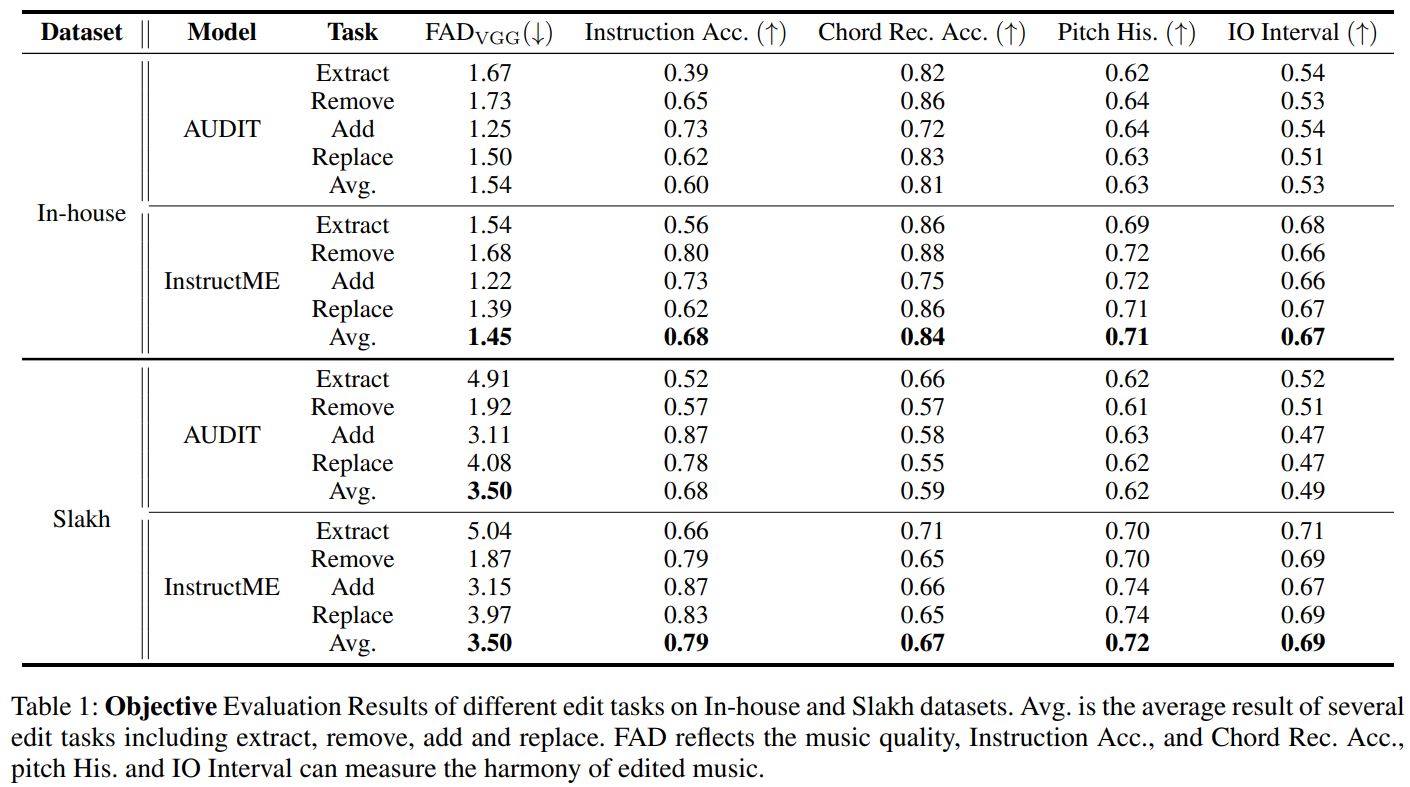 Dataset Model Task FADVGG(↓) Instruction Acc. (↑) Chord Rec. Acc. (↑) Pitch His. (↑) IO Interval (↑)
Extract 1.67 0.39 0.82 0.62 0.54
Remove 1.73 0.65 0.86 0.64 0.53
AUDIT Add 1.25 0.73 0.72 0.64 0.54
Replace 1.50 0.62 0.83 0.63 0.51
Avg. 1.54 0.60 0.81 0.63 0.53
In-house
Extract 1.54 0.56 0.86 0.69 0.68
Remove 1.68 0.80 0.88 0.72 0.66
InstructME Add 1.22 0.73 0.75 0.72 0.66
Replace 1.39 0.62 0.86 0.71 0.67
Avg. 1.45 0.68 0.84 0.71 0.67
Extract 4.91 0.52 0.66 0.62 0.52
Remove 1.92 0.57 0.57 0.61 0.51
AUDIT Add 3.11 0.87 0.58 0.63 0.47
Replace 4.08 0.78 0.55 0.62 0.47
Avg. 3.50 0.68 0.59 0.62 0.49
Slakh
Extract 5.04 0.66 0.71 0.70 0.71
Remove 1.87 0.79 0.65 0.70 0.69
InstructME Add 3.15 0.87 0.66 0.74 0.67
Replace 3.97 0.83 0.65 0.74 0.69
Avg. 3.50 0.79 0.67 0.72 0.69
Table 1: Objective Evaluation Results of different edit tasks on In-house and Slakh datasets. Avg. is the average result of several
edit tasks including extract, remove, add and replace. FAD reflects the music quality, Instruction Acc., and Chord Rec. Acc.,
pitch His. and IO Interval can measure the harmony of edited music.